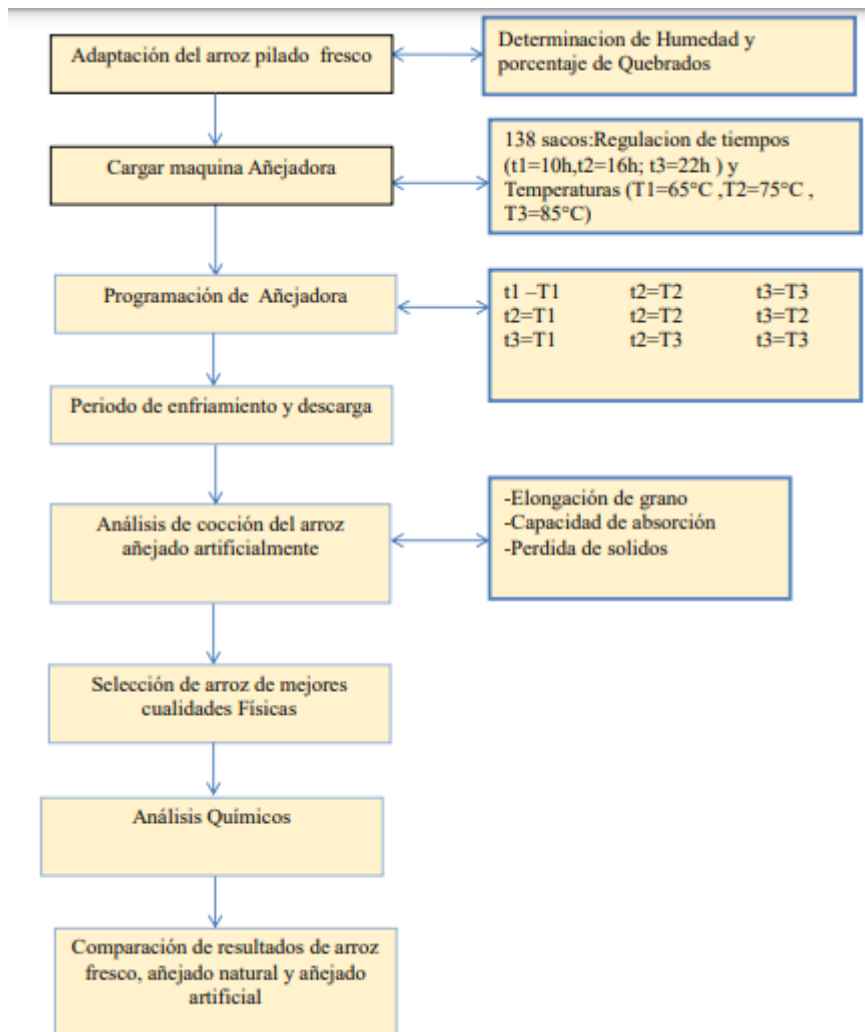 Adaptación del arroz pilado fresco
Determinacion de Humedad y
porcentaje de Quebrados
Cargar maquina Añejadora
138 sacos:Regulacion de tiempos
(t1=10h,t2=16h; t3=22h ) y
Temperaturas (T1=65°C ,T2=75°C ,
T3=85°C)
Programación de Añejadora
t1 –T1 t2=T2 t3=T3
t2=T1 t2=T2 t3=T2
t3=T1 t2=T3 t3=T3
Periodo de enfriamiento y descarga
Análisis de cocción del arroz
añejado artificialmente
-Elongación de grano
-Capacidad de absorción
-Perdida de solidos
Selección de arroz de mejores
cualidades Físicas
Análisis Químicos
Comparación de resultados de arroz
fresco, añejado natural y añejado
artificial